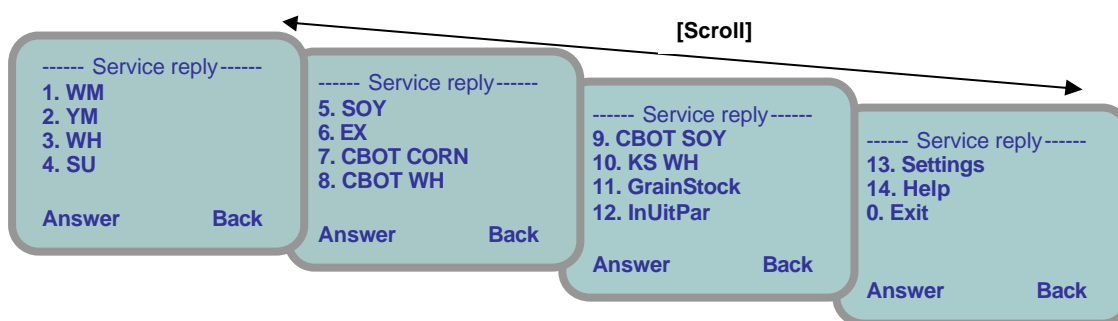 [Scroll]
------ Service reply------
1. WM
2. YM
3. WH
4. SU
Answer Back
------ Service reply------
5. SOY
6. EX
7. CBOT CORN
8. CBOT WH
Answer Back
------ Service reply------
9. CBOT SOY
10. KS WH
11. GrainStock
12. InUitPar
Answer Back
------ Service reply------
13. Settings
14. Help
0. Exit
Answer Back